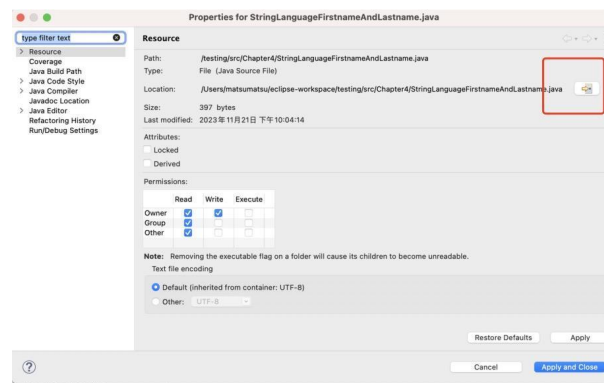 Properties for StringLanguageFirstnameAndLastname.java
type filter text
Resource
Coverage
Java Build Path
Java Code Style
Java Compiler
Javadoc Location
Java Editor
Refactoring History
Run/Debug Settings
Resource
Path: /testing/src/Chapter4/StringLanguageFirstnameAndLastname.java
Type: File (Java Source File)
Location: /Users/matsumatsu/eclipse-workspace/testing/src/Chapter4/StringLanguageFirstnameAndLastname.java
Size: 397 bytes
Last modified: 2023年11月21日 下午10:04:14
Attributes:
Locked
Derived
Permissions:
Read Write Execute
Owner
Group
Other
Note: Removing the executable flag on a folder will cause its children to become unreadable.
Text file encoding
Default (inherited from container: UTF-8)
Other: UTF-8
Restore Defaults Apply
? Cancel Apply and Close